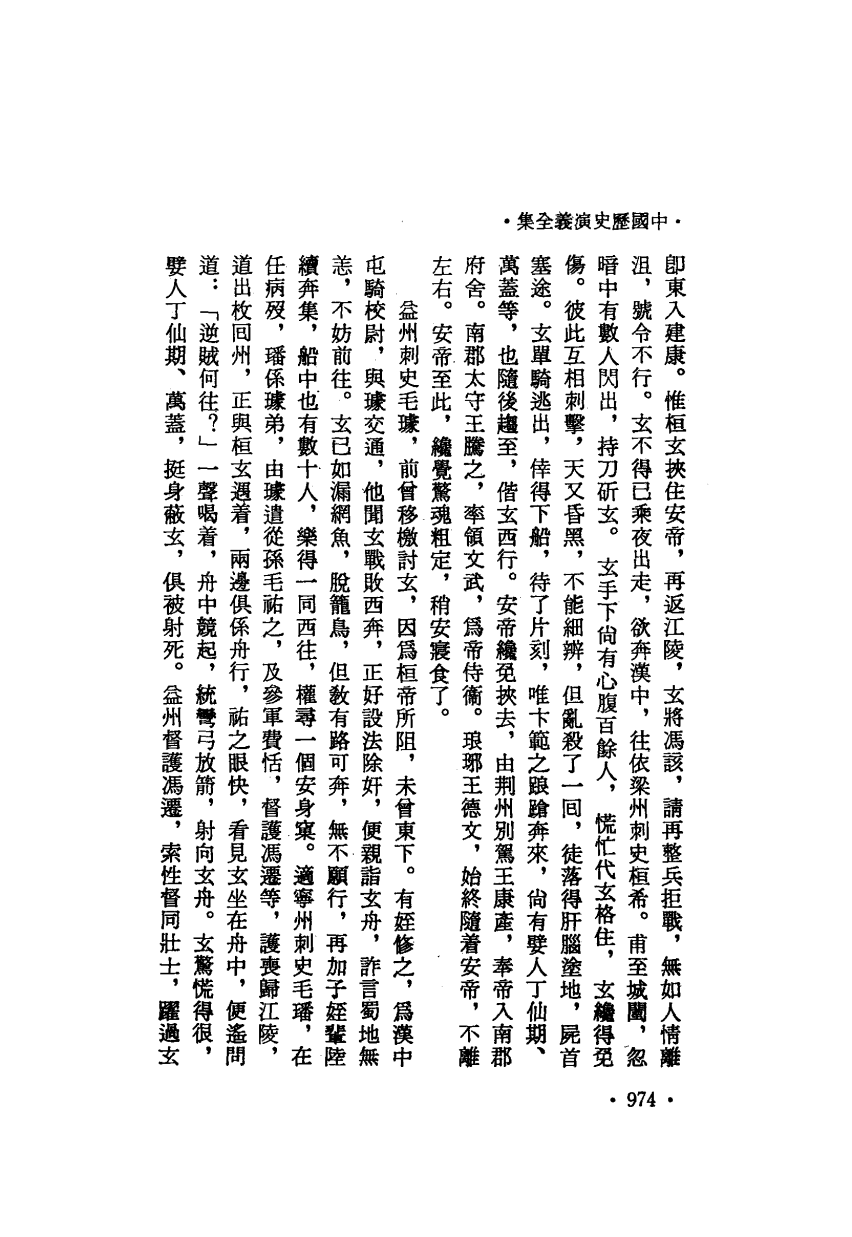 ·中國歷史演義全集·
卽東入建康。惟桓玄挾住安帝，再返江陵，玄將馮該，請再整兵拒戰，無如人情離
沮，號令不行。玄不得已乘夜出走，欲奔漢中，往依梁州刺史桓希。甫至城闉，忽
暗中有數人閃出，持刀斫玄。玄手下尙有心腹百餘人，慌忙代玄格住，玄纔得免
傷。彼此互相刺擊，天又昏黑，不能細辨，但亂殺了一回，徒落得肝腦塗地，屍首
塞途。玄單騎逃出，倖得下船，待了片刻，唯卞範之踉蹌奔來，尙有嬖人丁仙期、
萬蓋等，也隨後趨至，偕玄西行。安帝纔免挾去，由荆州別駕王康產，奉帝入南郡
府舍。南郡太守王騰之，率領文武，爲帝侍衞。琅琊王德文，始終隨着安帝，不離
左右。安帝至此，纔覺驚魂粗定，稍安寢食了。
益州刺史毛璩，前曾移檄討玄，因爲桓帝所阻，未曾東下。有姪修之，爲漢中
屯騎校尉，與璩交通，他聞玄戰敗西奔，正好設法除奸，便親詣玄舟，詐言蜀地無
恙，不妨前往。玄已如漏網魚，脫籠鳥，但敎有路可奔，無不願行，再加子姪輩陸
續奔集，船中也有數十人，樂得一同西往，權尋一個安身窠。適寧州刺史毛璠，在
任病歿，璠係璩弟，由璩遣從孫毛祐之，及參軍費恬，督護馮遷等，護喪歸江陵，
道出枚回州，正與桓玄遇着，兩邊俱係舟行，祐之眼快，看見玄坐在舟中，便遙問
道：「逆賊何往？」一聲喝着，舟中競起，統彎弓放箭，射向玄舟。玄驚慌得很，
嬖人丁仙期、萬蓋，挺身蔽玄，俱被射死。益州督護馮遷，索性督同壯士，躍過玄
·974·